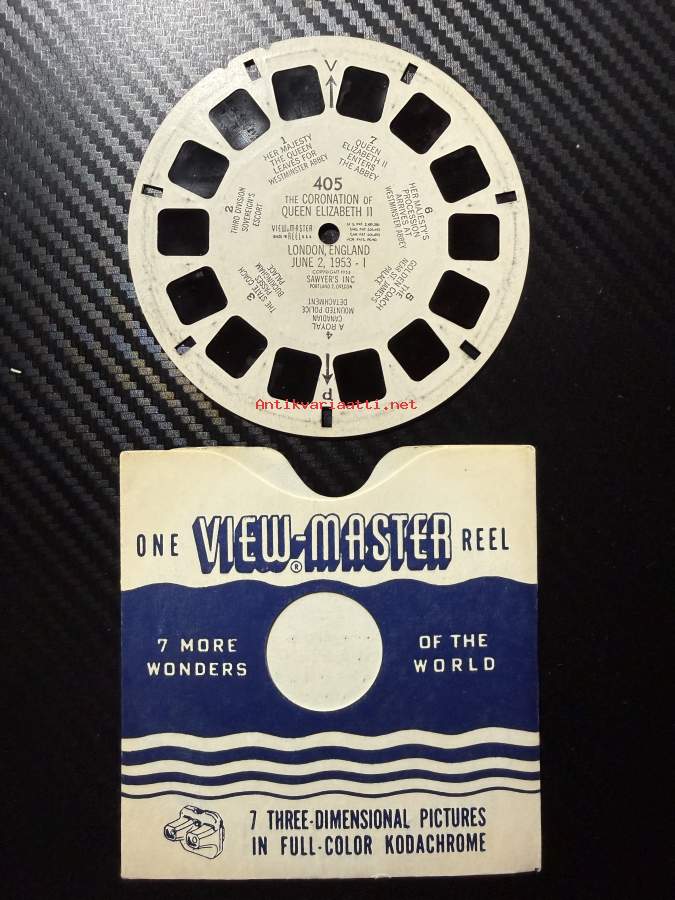 V
1
HER MAJESTY
THE QUEEN
LEAVES FOR
WESTMINSTER ABBEY
7
QUEEN
ELIZABETH II
ENTERS
THE ABBEY
2
THIRD DIVISION
SOVEREIGN'S
ESCORT
6
HER MAJESTY'S
PROCESSION
ARRIVES AT
WESTMINSTER ABBEY
405
THE CORONATION OF
QUEEN ELIZABETH II
VIEW-MASTER
REEL
LONDON, ENGLAND
JUNE 2, 1953 - I
COPYRIGHT 1953
SAWYER'S INC
PORTLAND 7, OREGON
3
THE STATE COACH
PASSES
BUCKINGHAM
PALACE
5
THE
GOLDEN COACH
NEAR ST. JAMES'S
PALACE
4
A ROYAL
CANADIAN
MOUNTED POLICE
DETACHMENT
P
Antikvariaatti.net
ONE VIEW-MASTER® REEL
7 MORE WONDERS OF THE WORLD
7 THREE-DIMENSIONAL PICTURES
IN FULL-COLOR KODACHROME